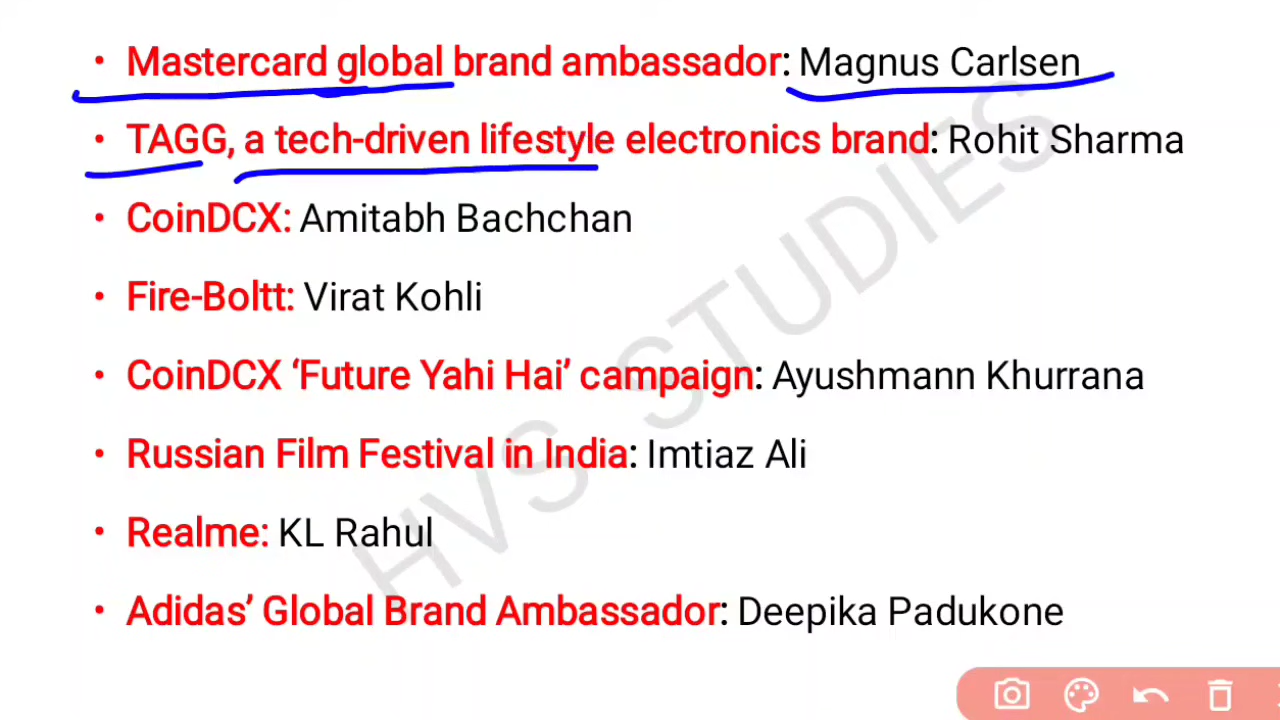 • Mastercard global brand ambassador: Magnus Carlsen
• TAGG, a tech-driven lifestyle electronics brand: Rohit Sharma
• CoinDCX: Amitabh Bachchan
• Fire-Boltt: Virat Kohli
• CoinDCX ‘Future Yahi Hai’ campaign: Ayushmann Khurrana
• Russian Film Festival in India: Imtiaz Ali
• Realme: KL Rahul
• Adidas’ Global Brand Ambassador: Deepika Padukone
HVS STUDIES